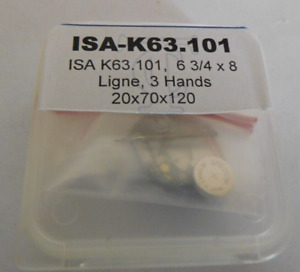 ISA-K63.101
ISA K63.101, 6 3/4 x 8
Ligne, 3 Hands
20x70x120